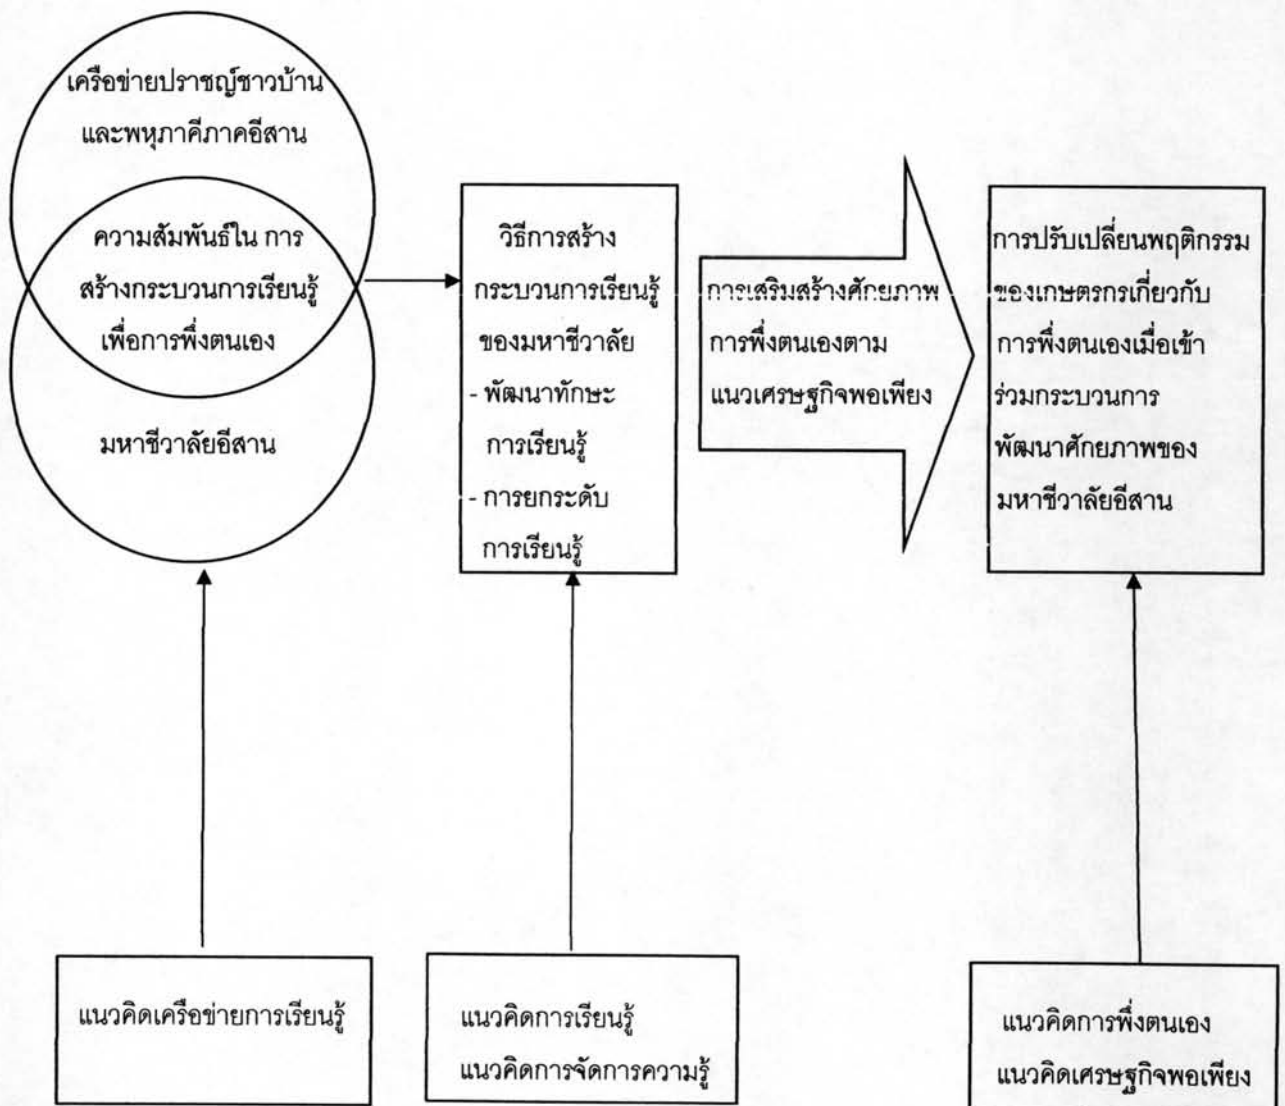 เครือข่ายปราชญ์ชาวบ้าน
และพหุภาคีภาคอีสาน
ความสัมพันธ์ใน การ
สร้างกระบวนการเรียนรู้
เพื่อการพึ่งตนเอง
มหาชีวาลัยอีสาน
วิธีการสร้าง
กระบวนการเรียนรู้
ของมหาชีวาลัย
- พัฒนาทักษะ
การเรียนรู้
- การยกระดับ
การเรียนรู้
การเสริมสร้างศักยภาพ
การพึ่งตนเองตาม
แนวเศรษฐกิจพอเพียง
การปรับเปลี่ยนพฤติกรรม
ของเกษตรกรเกี่ยวกับ
การพึ่งตนเองเมื่อเข้า
ร่วมกระบวนการ
พัฒนาศักยภาพของ
มหาชีวาลัยอีสาน
แนวคิดเครือข่ายการเรียนรู้
แนวคิดการเรียนรู้
แนวคิดการจัดการความรู้
แนวคิดการพึ่งตนเอง
แนวคิดเศรษฐกิจพอเพียง